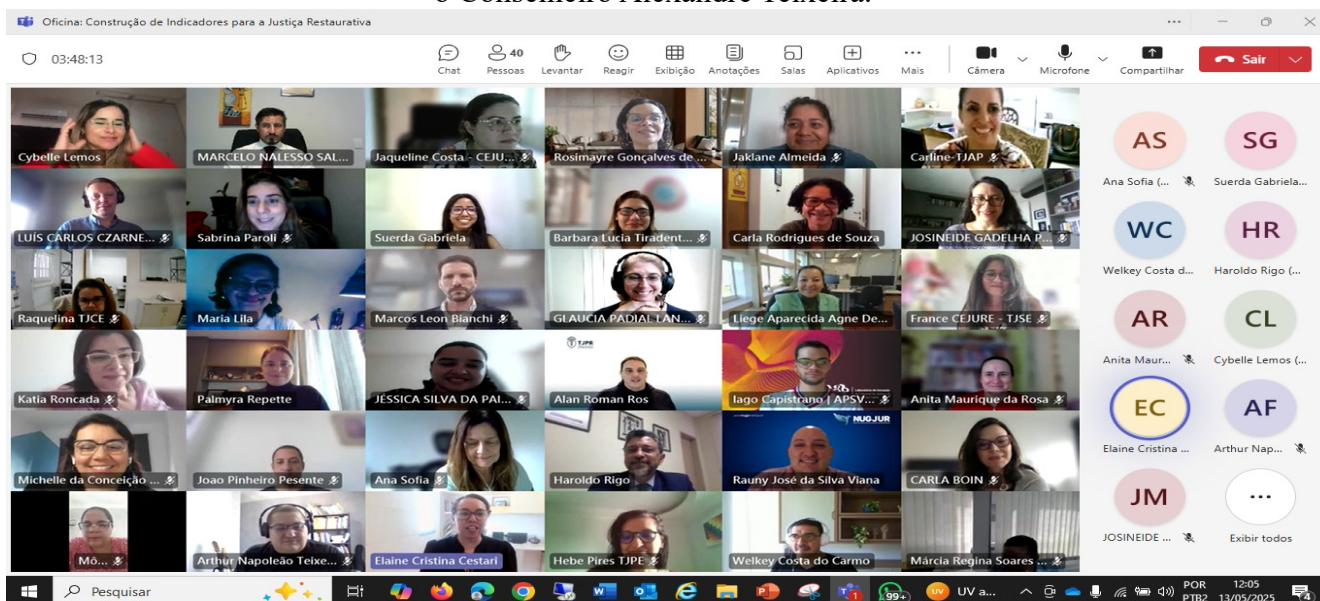 o Conselheiro Alexandre Teixeira.
Oficina: Construção de Indicadores para a Justiça Restaurativa
03:48:13
Chat
40
Pessoas
Levantar
Reagir
Exibição
Anotações
Salas
Aplicativos
Mais
Câmera
Microfone
Compartilhar
Sair
Cybelle Lemos
MARCELO NALESSO SAL...
Jaqueline Costa - CEJU...
Rosimayre Gonçalves de ...
Jaklane Almeida
Carline-TJAP
LUÍS CARLOS CZARNE...
Sabrina Paroli
Suerda Gabriela
Barbara Lucia Tiradent...
Carla Rodrigues de Souza
JOSINEIDE GADELHA P...
Raquelina TJCE
Maria Lila
Marcos Leon Bianchi
GLAUCIA PADIAL LAN...
Liege Aparecida Agne De...
France CEJURE - TJSE
Katia Roncada
Palmyra Repette
JÉSSICA SILVA DA PAI...
TJPR
Alan Roman Ros
Iago Capistrano | APSV...
Anita Maurique da Rosa
Michelle da Conceição ...
Joao Pinheiro Pesente
Ana Sofia
Haroldo Rigo
NUGJUR
Rauny José da Silva Viana
CARLA BOIN
Mô...
Arthur Napoleão Teixe...
Elaine Cristina Cestari
Hebe Pires TJPE
Welkey Costa do Carmo
Márcia Regina Soares ...
AS
Ana Sofia (...
SG
Suerda Gabriela...
WC
Welkey Costa d...
HR
Haroldo Rigo (...
AR
Anita Maur...
CL
Cybelle Lemos (...
EC
Elaine Cristina ...
AF
Arthur Nap...
JM
JOSINEIDE ...
...
Exibir todos
Pesquisar
99+
UV
UV a...
POR
PTB2
12:05
13/05/2025